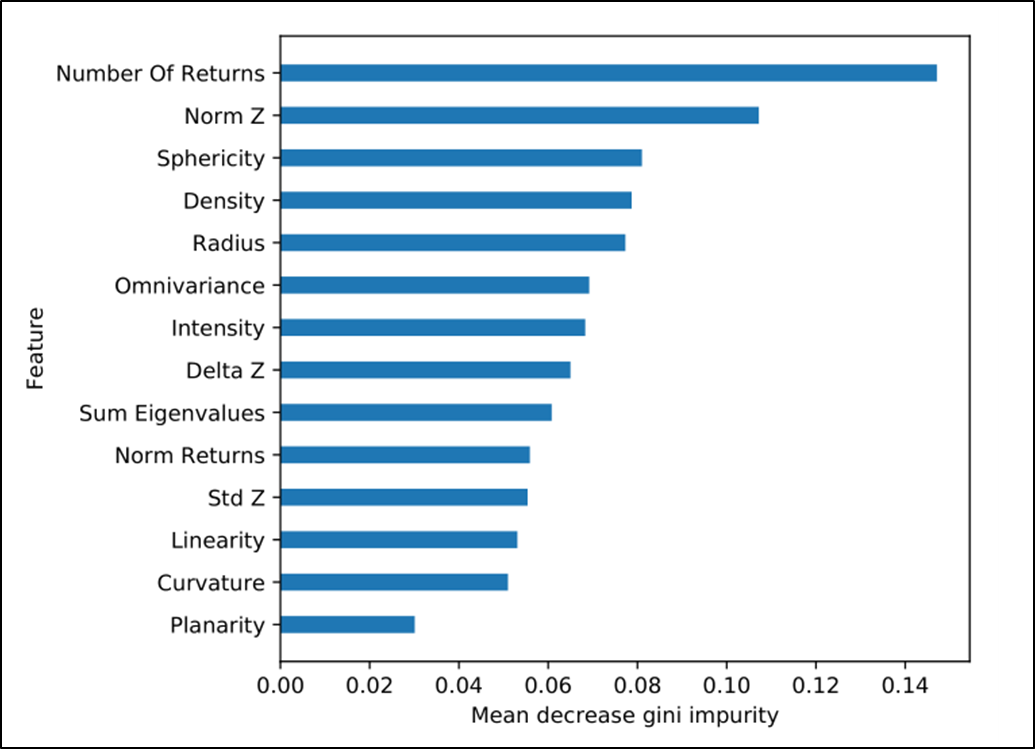 Number Of Returns
Norm Z
Sphericity
Density
Radius
Omnivariance
Intensity
Delta Z
Sum Eigenvalues
Norm Returns
Std Z
Linearity
Curvature
Planarity
Feature
0.00 0.02 0.04 0.06 0.08 0.10 0.12 0.14
Mean decrease gini impurity